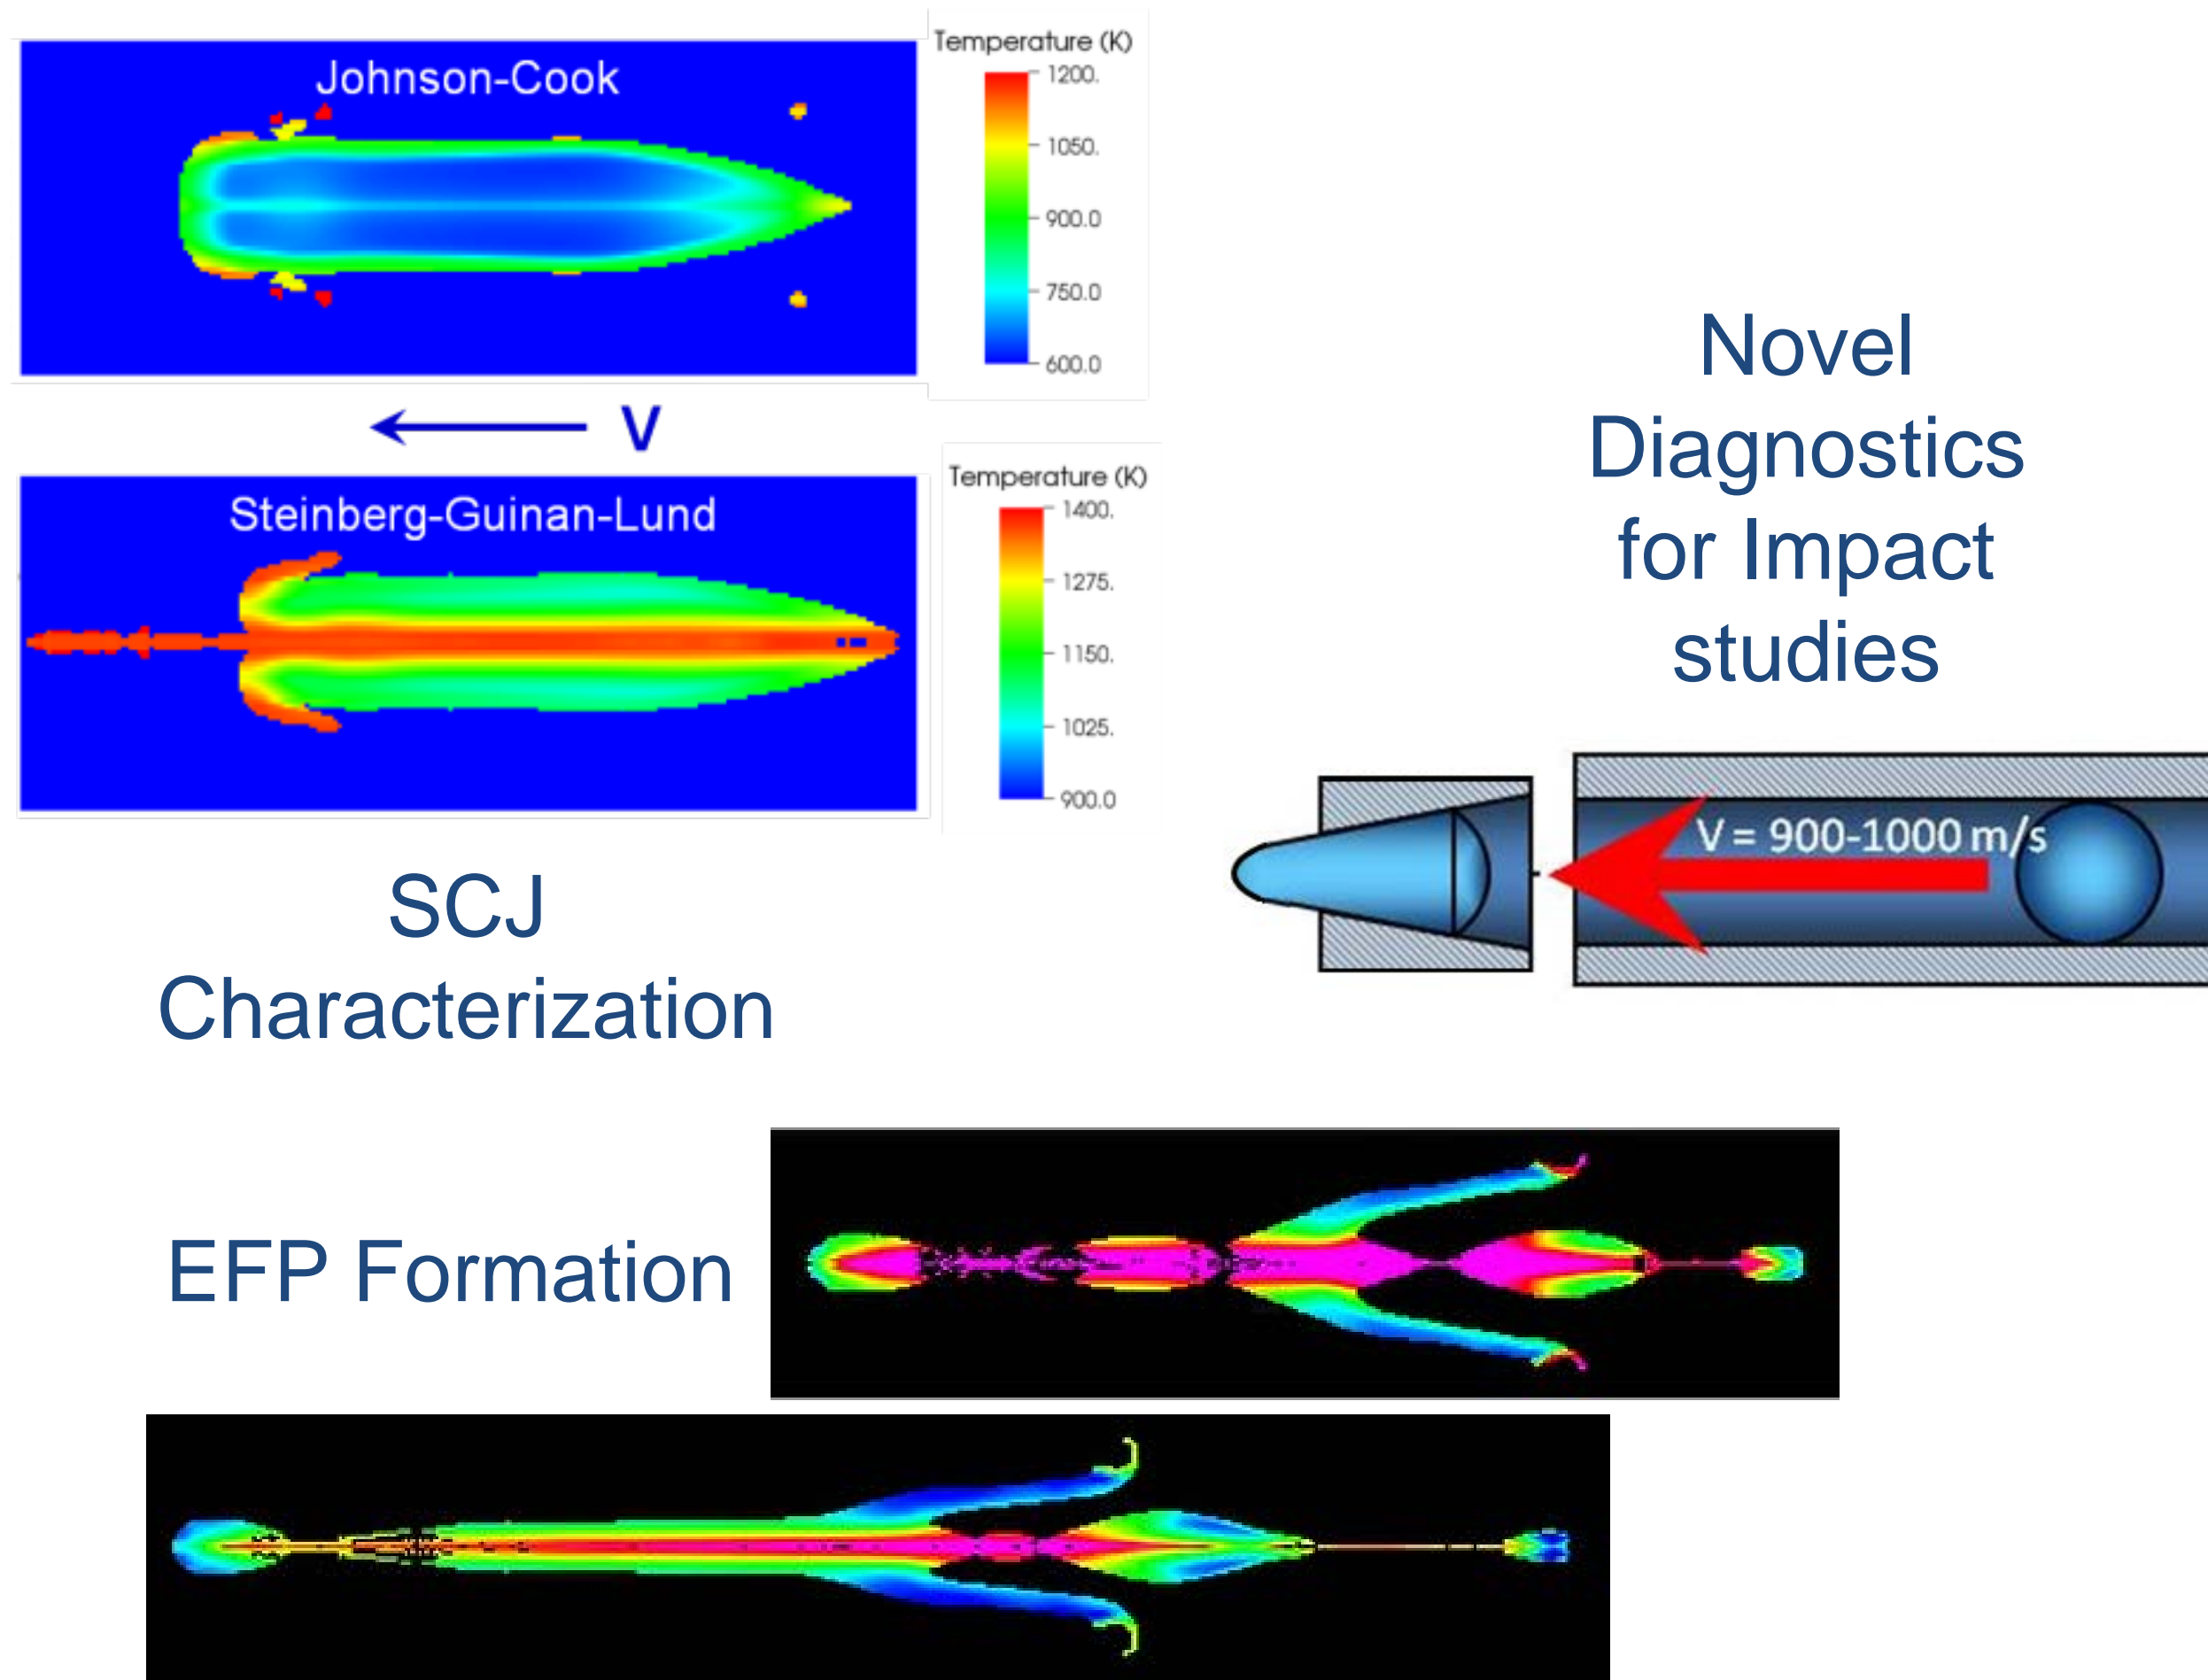 Johnson-Cook
Temperature (K)
1200.
1050.
900.0
750.0
600.0
V
Steinberg-Guinan-Lund
Temperature (K)
1400.
1275.
1150.
1025.
900.0
SCJ
Characterization
Novel
Diagnostics
for Impact
studies
V = 900-1000 m/s
EFP Formation